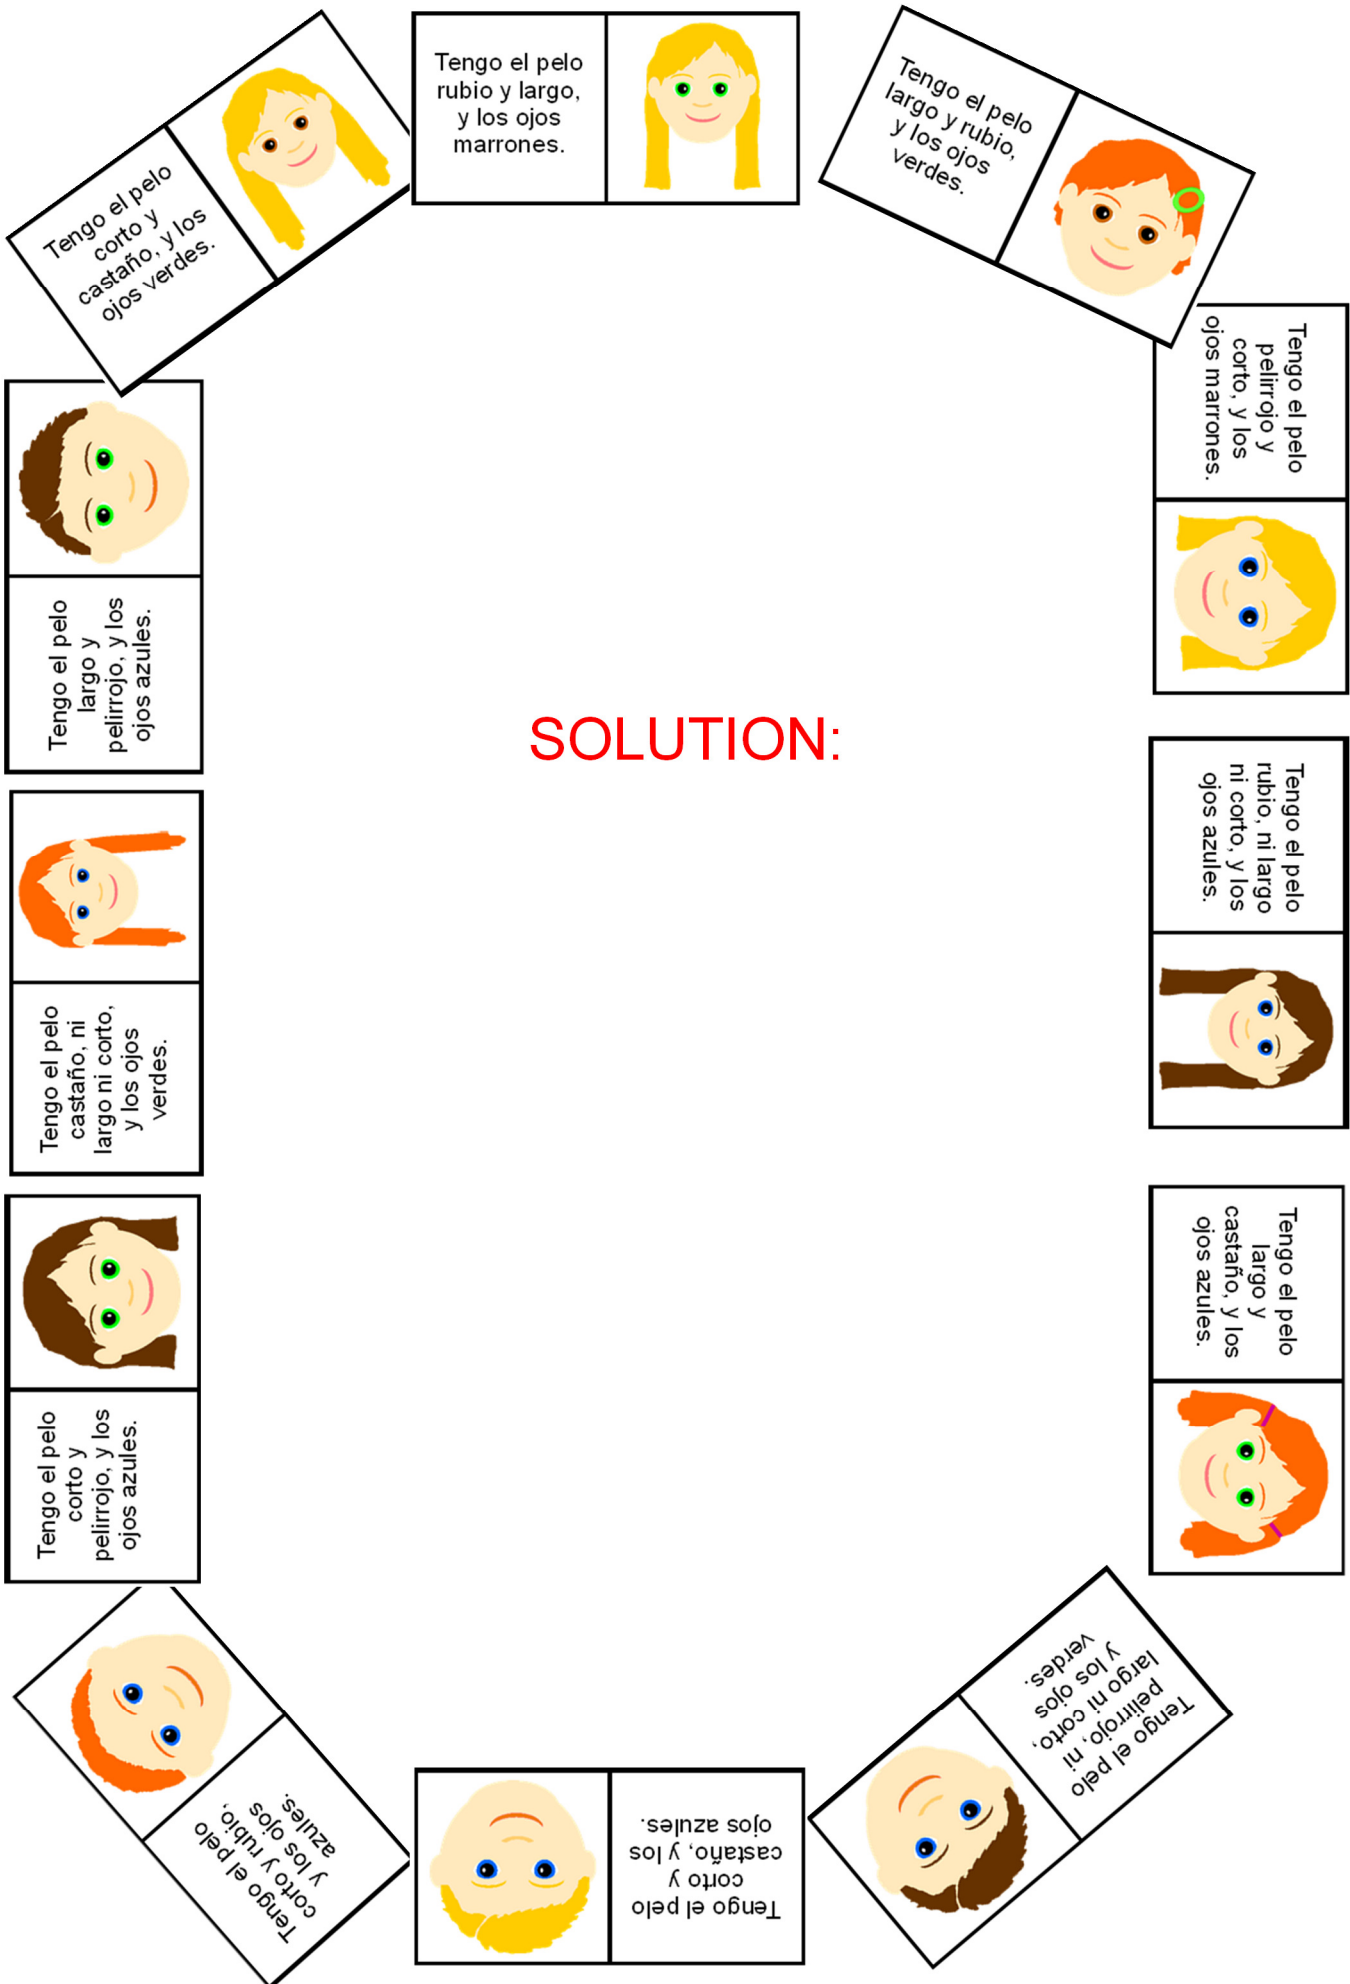 Tengo el pelo
rubio y largo,
y los ojos
marrones.
Tengo el pelo
largo y rubio,
y los ojos
verdes.
Tengo el pelo
pelirrojo y
corto, y los
ojos marrones.
Tengo el pelo
rubio, ni largo
ni corto, y los
ojos azules.
Tengo el pelo
largo y
castaño, y los
ojos azules.
Tengo el pelo
pelirrojo, ni
largo ni corto,
y los ojos
verdes.
Tengo el pelo
corto y
castaño, y los
ojos azules.
Tengo el pelo
corto y rubio,
y los ojos
azules.
Tengo el pelo
corto y
pelirrojo, y los
ojos azules.
Tengo el pelo
castaño, ni
largo ni corto,
y los ojos
verdes.
Tengo el pelo
largo y
pelirrojo, y los
ojos azules.
Tengo el pelo
corto y
castaño, y los
ojos verdes.
SOLUTION: